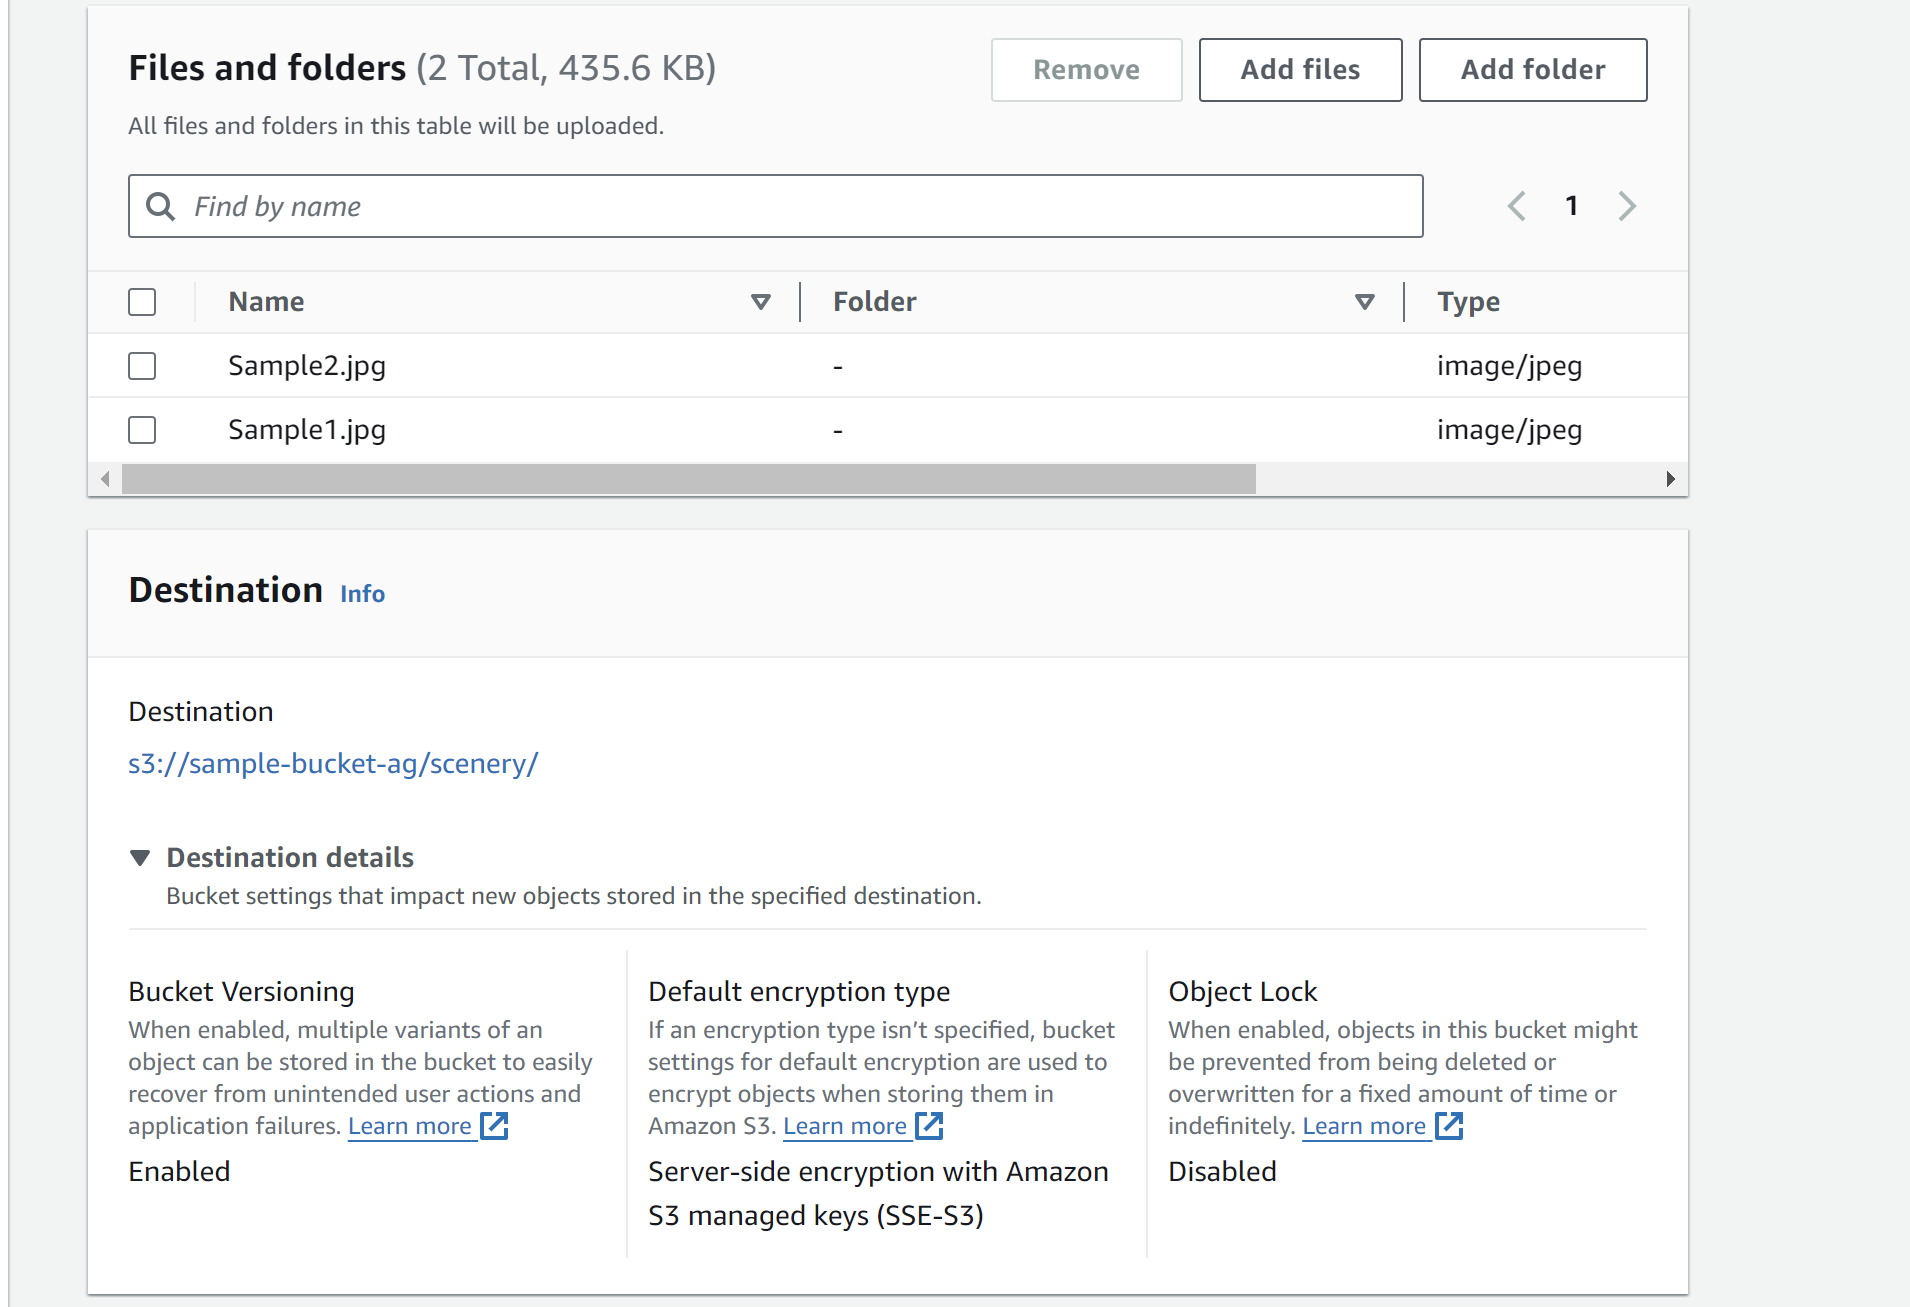 Files and folders (2 Total, 435.6 KB)
Remove
Add files
Add folder
All files and folders in this table will be uploaded.
Find by name
1
Name
Folder
Type
Sample2.jpg
-
image/jpeg
Sample1.jpg
-
image/jpeg
Destination Info
Destination
s3://sample-bucket-ag/scenery/
Destination details
Bucket settings that impact new objects stored in the specified destination.
Bucket Versioning
When enabled, multiple variants of an
object can be stored in the bucket to easily
recover from unintended user actions and
application failures. Learn more
Enabled
Default encryption type
If an encryption type isn’t specified, bucket
settings for default encryption are used to
encrypt objects when storing them in
Amazon S3. Learn more
Server-side encryption with Amazon
S3 managed keys (SSE-S3)
Object Lock
When enabled, objects in this bucket might
be prevented from being deleted or
overwritten for a fixed amount of time or
indefinitely. Learn more
Disabled